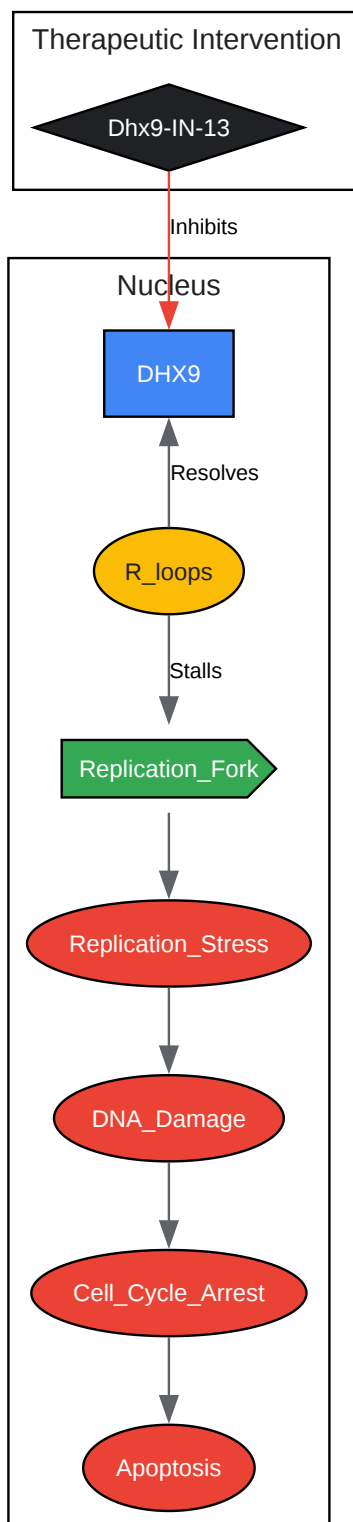 Therapeutic Intervention
Dhx9-IN-13
Inhibits
Nucleus
DHX9
Resolves
R_loops
Stalls
Replication_Fork
Replication_Stress
DNA_Damage
Cell_Cycle_Arrest
Apoptosis